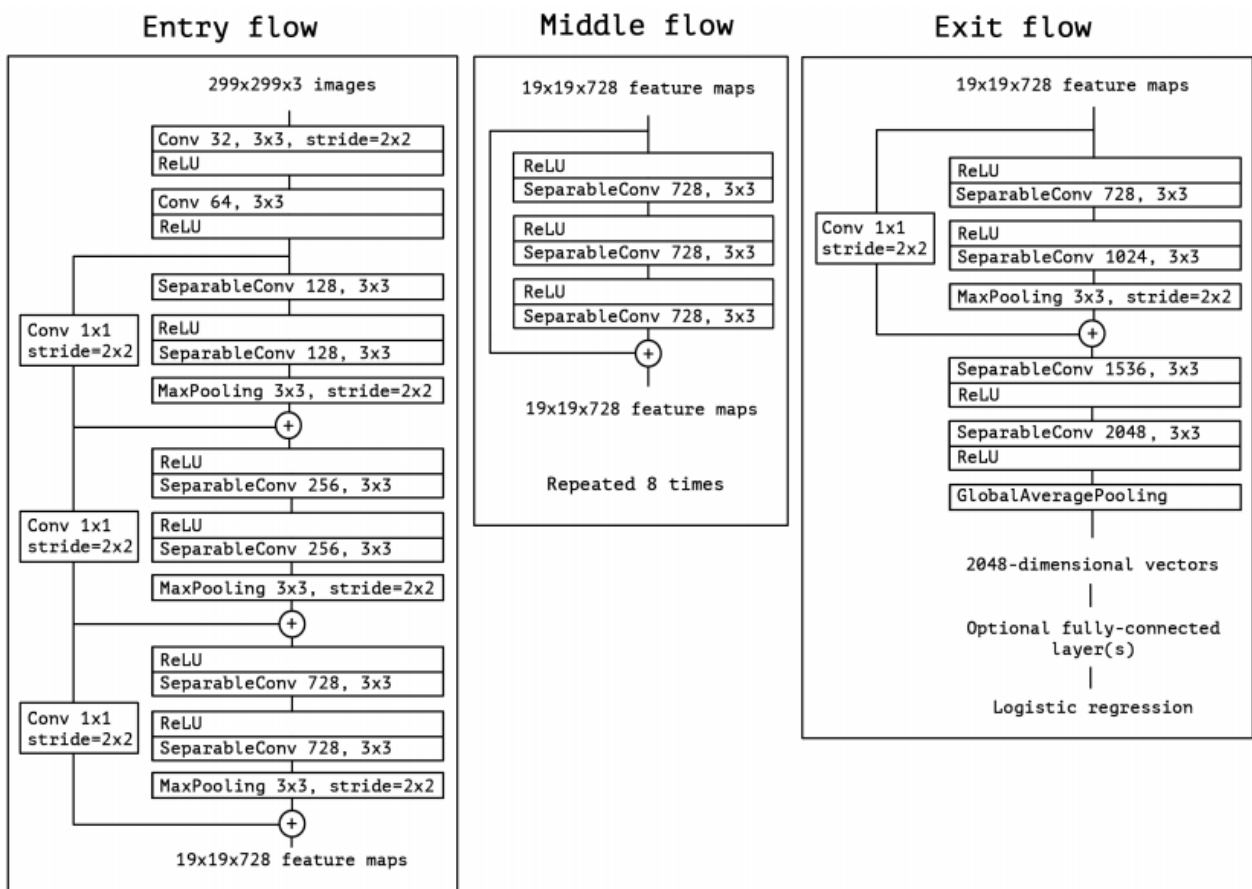 Entry flow
299x299x3 images
Conv 32, 3x3, stride=2x2
ReLU
Conv 64, 3x3
ReLU
SeparableConv 128, 3x3
Conv 1x1
stride=2x2
ReLU
SeparableConv 128, 3x3
MaxPooling 3x3, stride=2x2
+
ReLU
SeparableConv 256, 3x3
Conv 1x1
stride=2x2
ReLU
SeparableConv 256, 3x3
MaxPooling 3x3, stride=2x2
+
ReLU
SeparableConv 728, 3x3
Conv 1x1
stride=2x2
ReLU
SeparableConv 728, 3x3
MaxPooling 3x3, stride=2x2
+
19x19x728 feature maps
Middle flow
19x19x728 feature maps
ReLU
SeparableConv 728, 3x3
ReLU
SeparableConv 728, 3x3
ReLU
SeparableConv 728, 3x3
+
19x19x728 feature maps
Repeated 8 times
Exit flow
19x19x728 feature maps
ReLU
SeparableConv 728, 3x3
Conv 1x1
stride=2x2
ReLU
SeparableConv 1024, 3x3
MaxPooling 3x3, stride=2x2
+
SeparableConv 1536, 3x3
ReLU
SeparableConv 2048, 3x3
ReLU
GlobalAveragePooling
2048-dimensional vectors
Optional fully-connected
layer(s)
Logistic regression